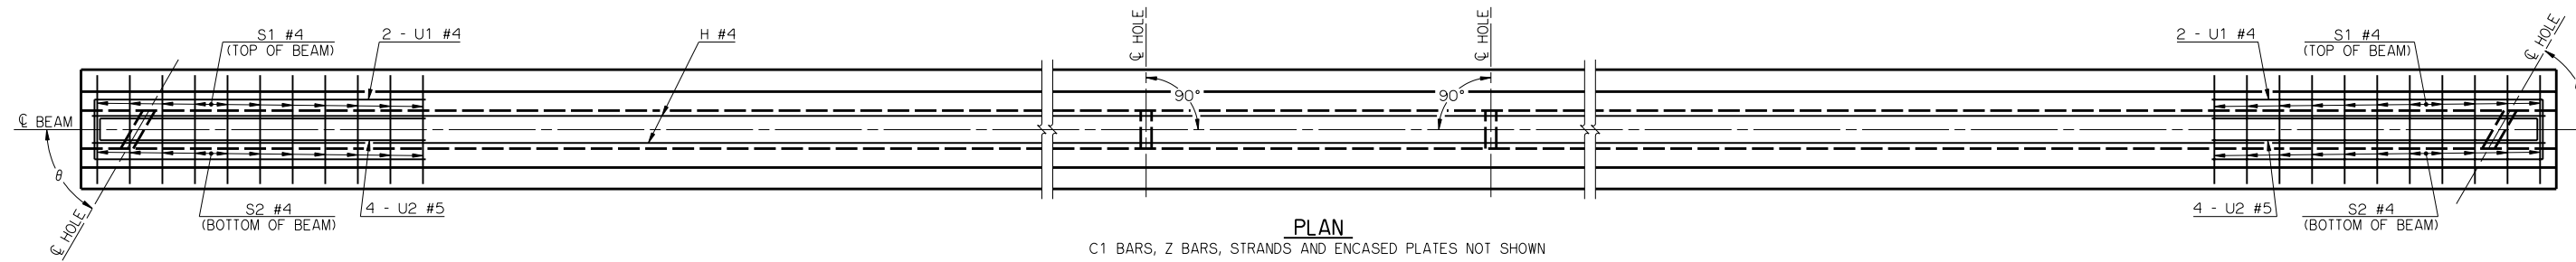 S1 #4
(TOP OF BEAM)
2 - U1 #4
H #4
℄ HOLE
℄ HOLE
2 - U1 #4
S1 #4
(TOP OF BEAM)
℄ HOLE
90°
90°
℄ BEAM
θ
℄ HOLE
S2 #4
(BOTTOM OF BEAM)
4 - U2 #5
4 - U2 #5
S2 #4
(BOTTOM OF BEAM)
PLAN
C1 BARS, Z BARS, STRANDS AND ENCASED PLATES NOT SHOWN